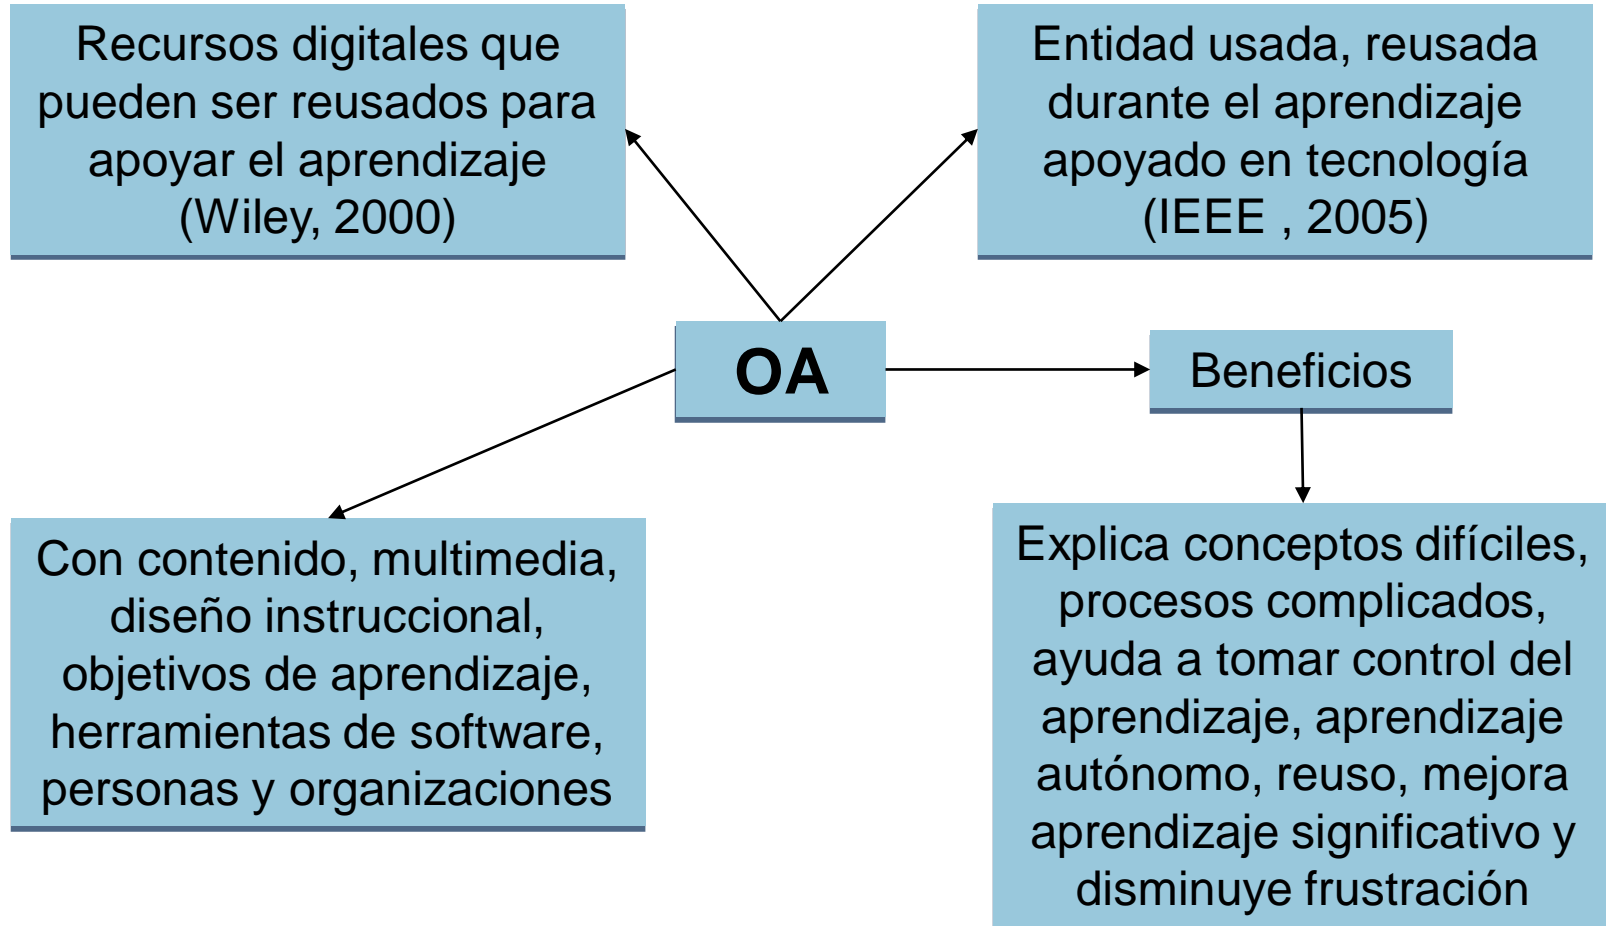 Recursos digitales que
pueden ser reusados para
apoyar el aprendizaje
(Wiley, 2000)
Entidad usada, reusada
durante el aprendizaje
apoyado en tecnología
(IEEE , 2005)
OA
Beneficios
Con contenido, multimedia,
diseño instruccional,
objetivos de aprendizaje,
herramientas de software,
personas y organizaciones
Explica conceptos difíciles,
procesos complicados,
ayuda a tomar control del
aprendizaje, aprendizaje
autónomo, reuso, mejora
aprendizaje significativo y
disminuye frustración